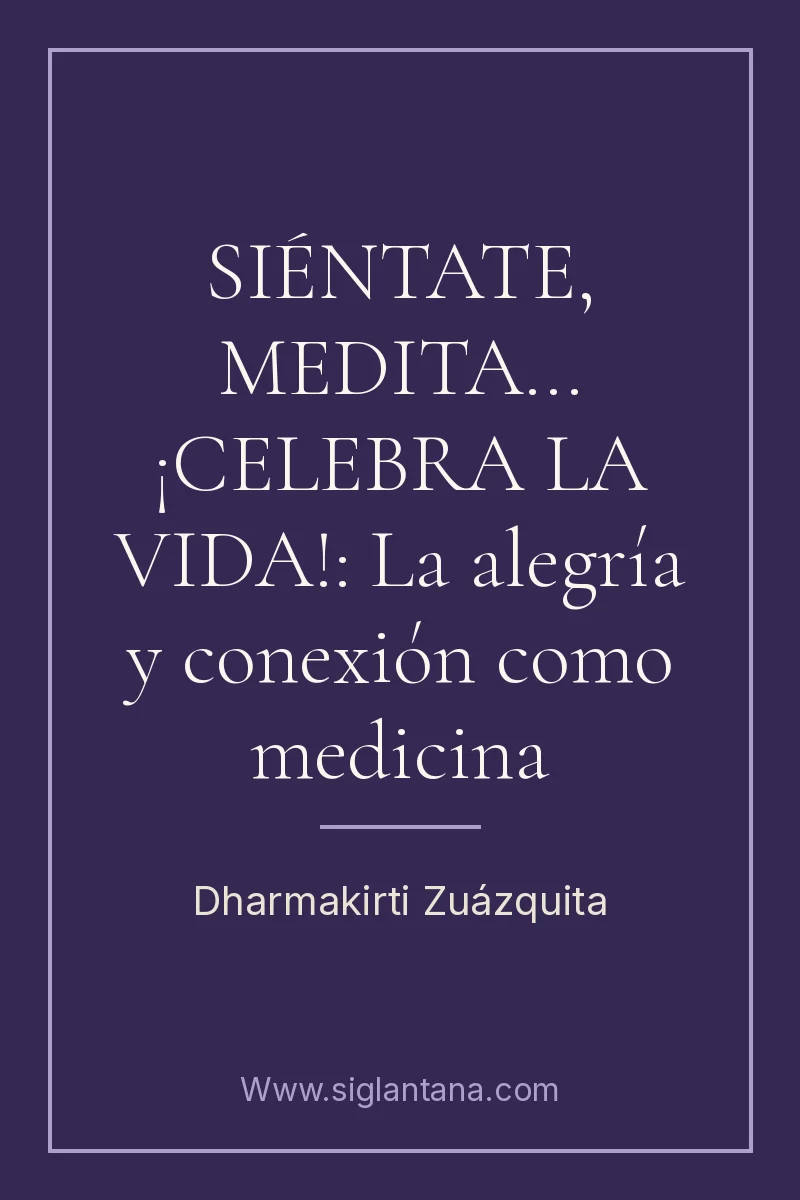 SIÉNTATE,
MEDITA...
¡CELEBRA LA
VIDA!: La alegría
y conexión como
medicina
Dharmakirti Zuázquita
Www.siglantana.com